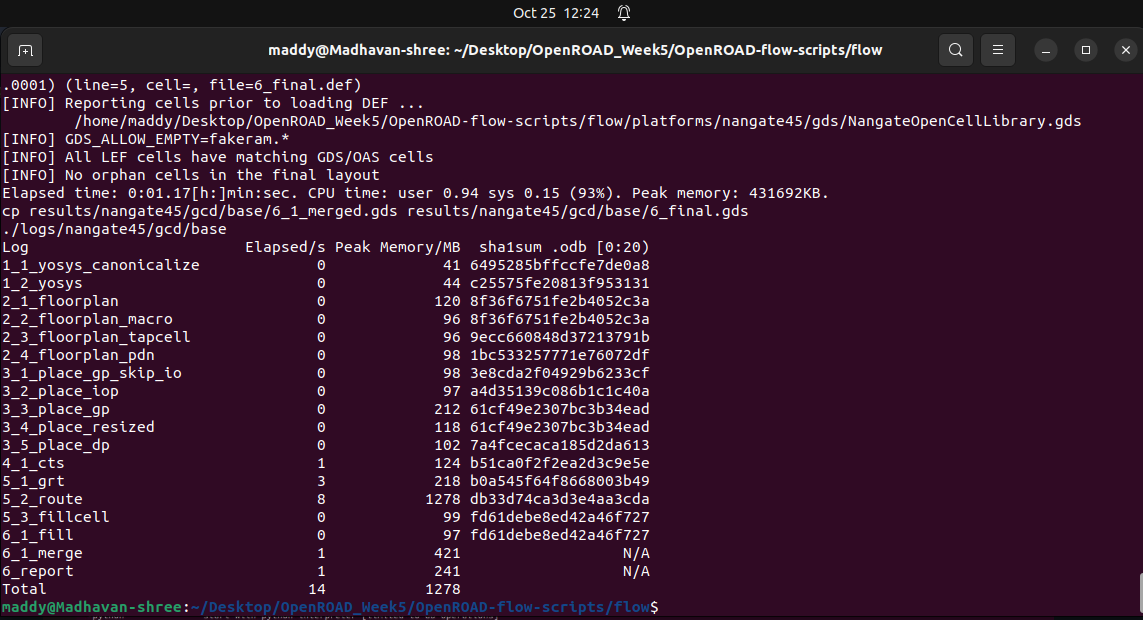 Oct 25 12:24
maddy@Madhavan-shree: ~/Desktop/OpenROAD_Week5/OpenROAD-flow-scripts/flow
.0001) (line=5, cell=, file=6_final.def)
[INFO] Reporting cells prior to loading DEF ...
/home/maddy/Desktop/OpenROAD_Week5/OpenROAD-flow-scripts/flow/platforms/nangate45/gds/NangateOpenCellLibrary.gds
[INFO] GDS_ALLOW_EMPTY=fakeram.*
[INFO] All LEF cells have matching GDS/OAS cells
[INFO] No orphan cells in the final layout
Elapsed time: 0:01.17[h:]min:sec. CPU time: user 0.94 sys 0.15 (93%). Peak memory: 431692KB.
cp results/nangate45/gcd/base/6_1_merged.gds results/nangate45/gcd/base/6_final.gds
./logs/nangate45/gcd/base
Log Elapsed/s Peak Memory/MB sha1sum .odb [0:20)
1_1_yosys_canonicalize 0 41 6495285bffccfe7de0a8
1_2_yosys 0 44 c25575fe20813f953131
2_1_floorplan 0 120 8f36f6751fe2b4052c3a
2_2_floorplan_macro 0 96 8f36f6751fe2b4052c3a
2_3_floorplan_tapcell 0 96 9ecc660848d37213791b
2_4_floorplan_pdn 0 98 1bc533257771e76072df
3_1_place_gp_skip_io 0 98 3e8cda2f04929b6233cf
3_2_place_iop 0 97 a4d35139c086b1c1c40a
3_3_place_gp 0 212 61cf49e2307bc3b34ead
3_4_place_resized 0 118 61cf49e2307bc3b34ead
3_5_place_dp 0 102 7a4fcecaca185d2da613
4_1_cts 1 124 b51ca0f2f2ea2d3c9e5e
5_1_grt 3 218 b0a545f64f8668003b49
5_2_route 8 1278 db33d74ca3d3e4aa3cda
5_3_fillcell 0 99 fd61debe8ed42a46f727
6_1_fill 0 97 fd61debe8ed42a46f727
6_1_merge 1 421 N/A
6_report 1 241 N/A
Total 14 1278
maddy@Madhavan-shree:~/Desktop/OpenROAD_Week5/OpenROAD-flow-scripts/flow$